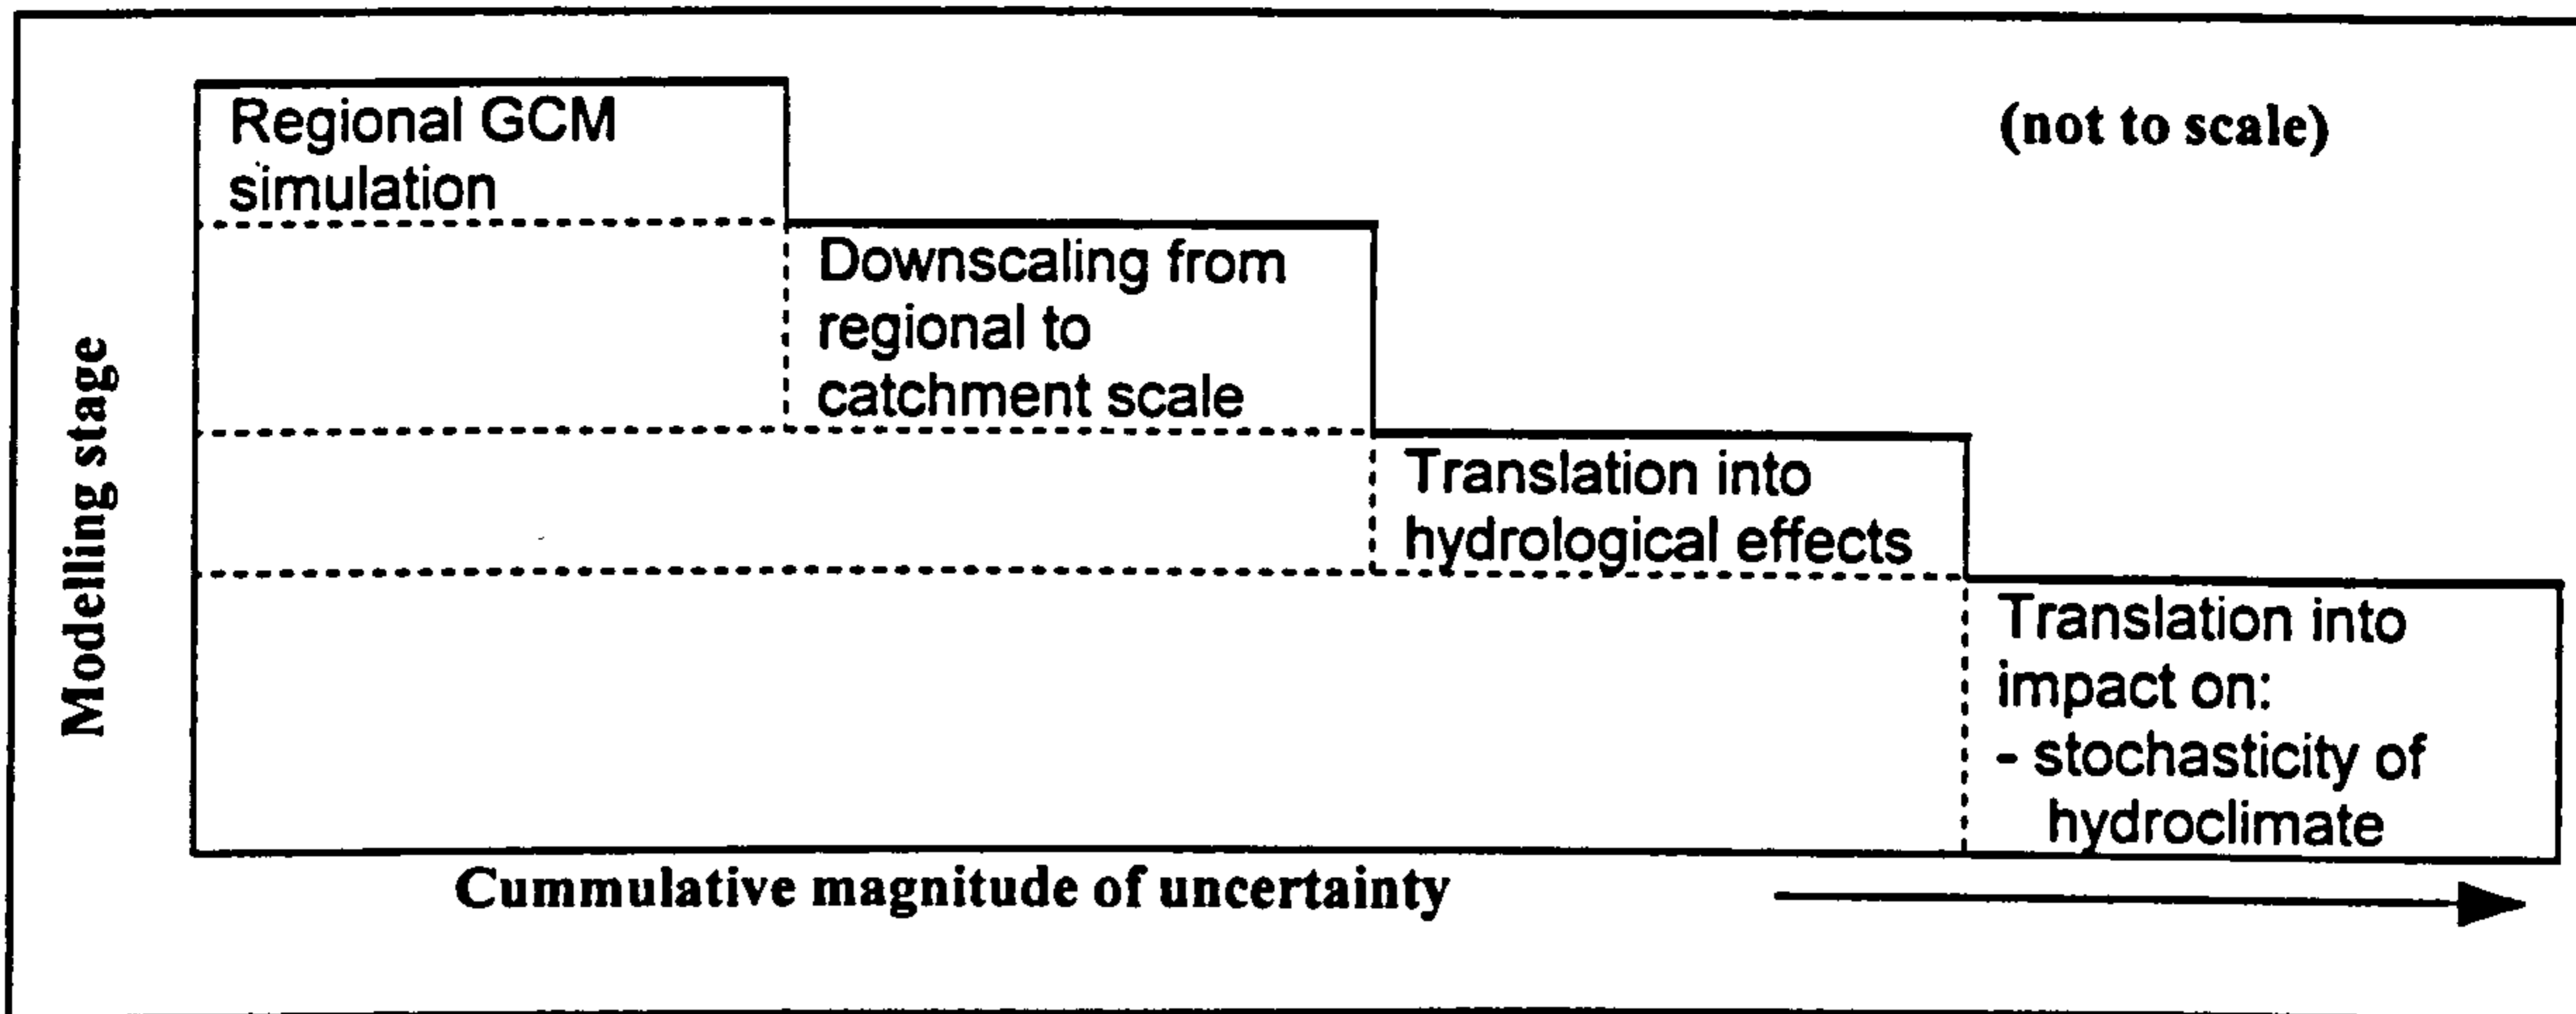 Regional GCM
simulation
(not to scale)
Downscaling from
regional to
catchment scale
Translation into
hydrological effects
Translation into
impact on:
- stochasticity of
hydroclimate
Modelling stage
Cummulative magnitude of uncertainty